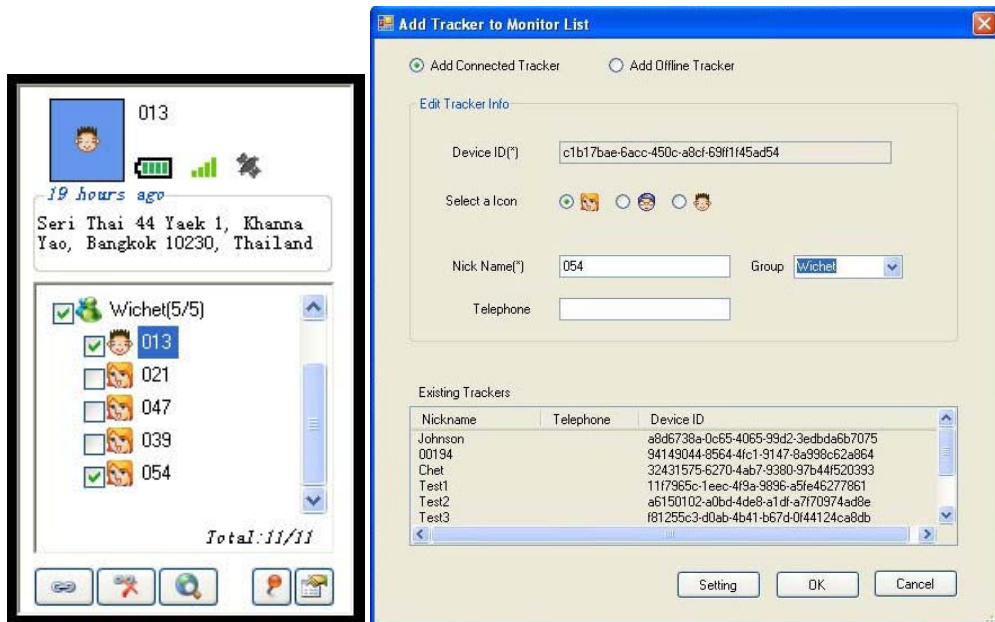 013
19 hours ago
Seri Thai 44 Yaek 1, Khanna
Yao, Bangkok 10230, Thailand
Wichet(5/5)
013
021
047
039
054
Total:11/11
Add Tracker to Monitor List
Add Connected Tracker Add Offline Tracker
Edit Tracker Info
Device ID(*) c1b17bae-6acc-450c-a8cf-69ff1f45ad54
Select a Icon
Nick Name(*) 054 Group Wichet
Telephone
Existing Trackers
Nickname Telephone Device ID
Johnson a8d6738a-0c65-4065-99d2-3edbda6b7075
00194 94149044-8564-4fc1-9147-8a998c62a864
Chet 32431575-6270-4ab7-9380-97b44f520393
Test1 11f7965c-1eec-4f9a-9896-a5fe46277861
Test2 a6150102-a0bd-4de8-a1df-a7f70974ad8e
Test3 f81255c3-d0ab-4b41-b67d-0f44124ca8db
Setting OK Cancel